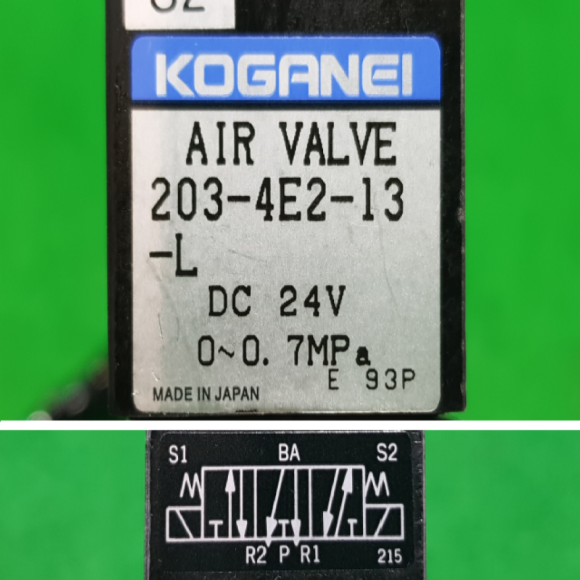 S2
KOGANEI
AIR VALVE
203-4E2-13
-L
DC 24V
0~0.7MPa
E 93P
MADE IN JAPAN
S1 BA S2
R2 P R1 215